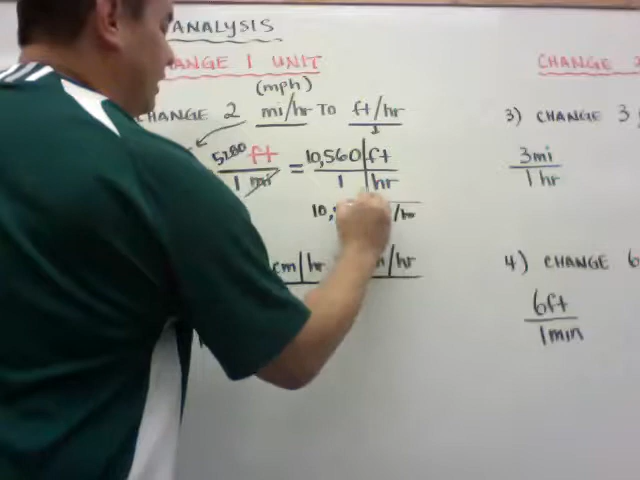 ANALYSIS
CHANGE 1 UNIT
(mph)
CHANGE 2 mi/hr TO ft/hr
5280 ft = 10,560 ft
1 mi 1 hr
10, /hr
cm/hr /hr
CHANGE
3) CHANGE 3
3mi
1 hr
4) CHANGE 6
6ft
1min